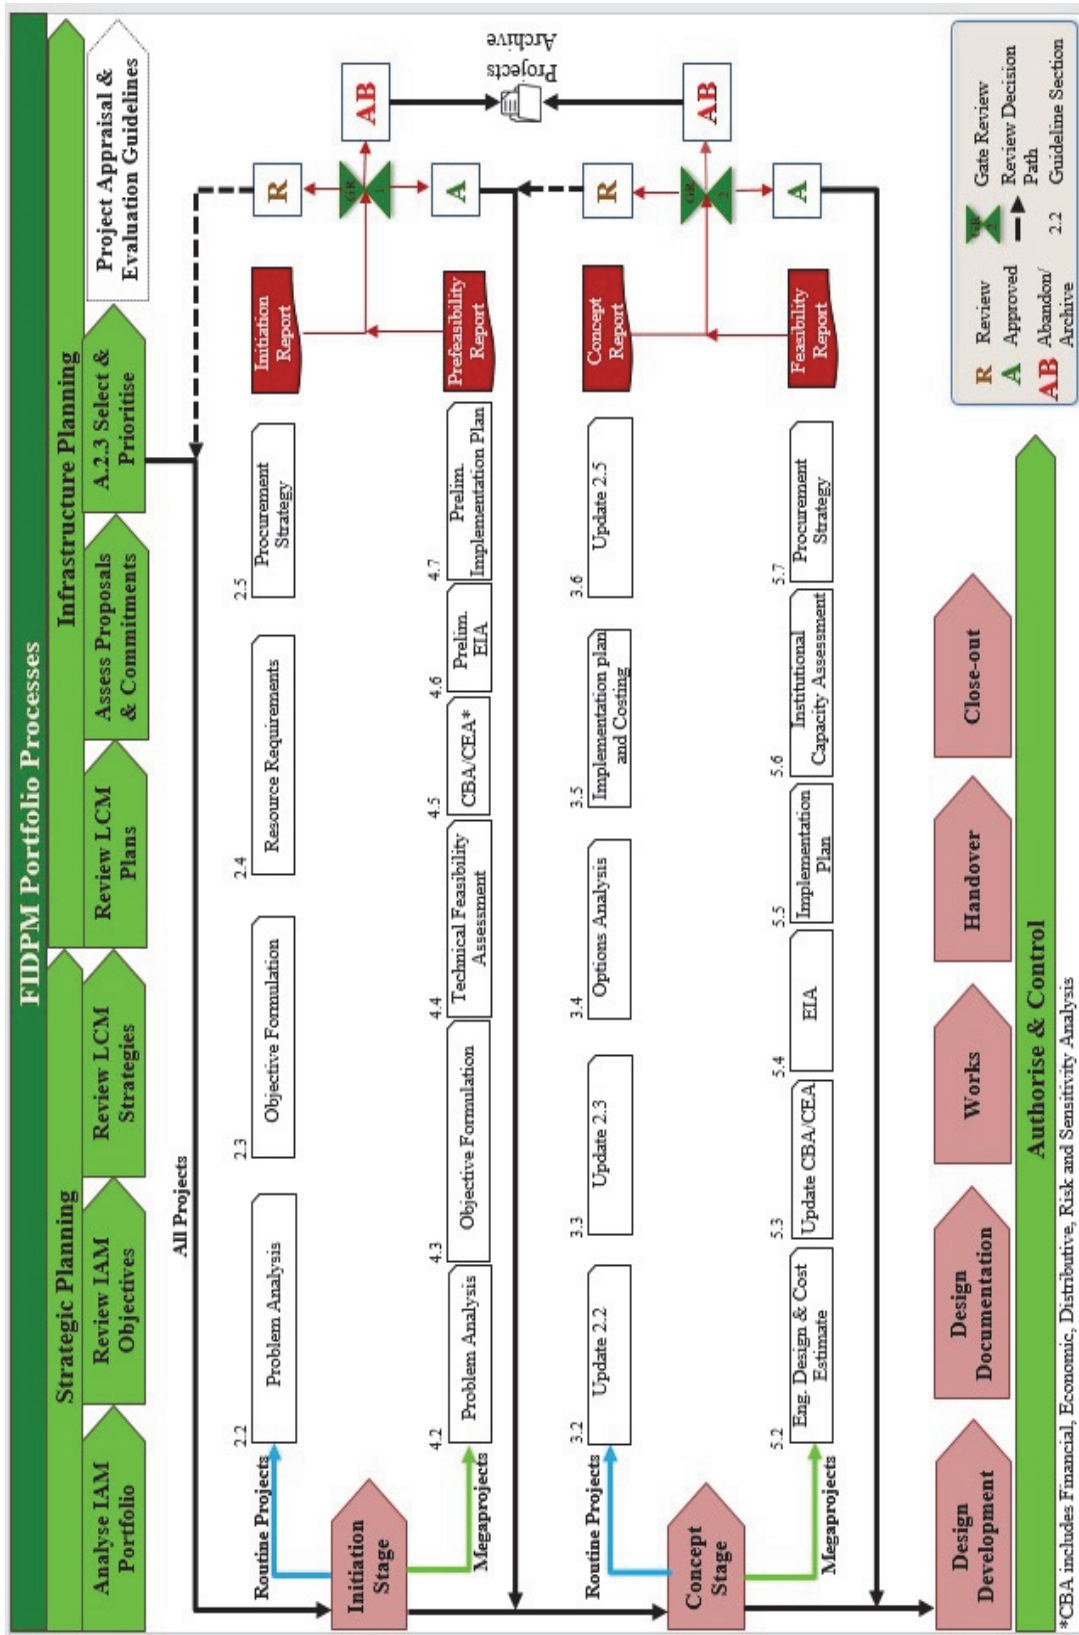 FIDPM Portfolio Processes
Strategic Planning
Infrastructure Planning
Analyse IAM
Portfolio
Review IAM
Objectives
Review LCM
Strategies
Review LCM
Plans
Assess Proposals
& Commitments
A.2.3 Select &
Prioritise
Project Appraisal &
Evaluation Guidelines
All Projects
Routine Projects
2.2
Problem Analysis
2.3
Objective Formulation
2.4
Resource Requirements
2.5
Procurement
Strategy
Initiation
Report
R
Initiation
Stage
GR
1
AB
Megaprojects
4.2
Problem Analysis
4.3
Objective Formulation
4.4
Technical Feasibility
Assessment
4.5
CBA/CEA*
4.6
Prelim.
EIA
4.7
Prelim.
Implementation Plan
Prefeasibility
Report
A
Projects
Archive
Routine Projects
3.2
Update 2.2
3.3
Update 2.3
3.4
Options Analysis
3.5
Implementation plan
and Costing
3.6
Update 2.5
Concept
Report
R
Concept
Stage
GR
2
AB
Megaprojects
5.2
Eng. Design & Cost
Estimate
5.3
Update CBA/CEA
5.4
EIA
5.5
Implementation
Plan
5.6
Institutional
Capacity Assessment
5.7
Procurement
Strategy
Feasibility
Report
A
Design
Development
Design
Documentation
Works
Handover
Close-out
Authorise & Control
R
Review
A
Approved
AB
Abandon/
Archive
GR
2
Gate Review
Review Decision
Path
2.2
Guideline Section
*CBA includes Financial, Economic, Distributive, Risk and Sensitivity Analysis